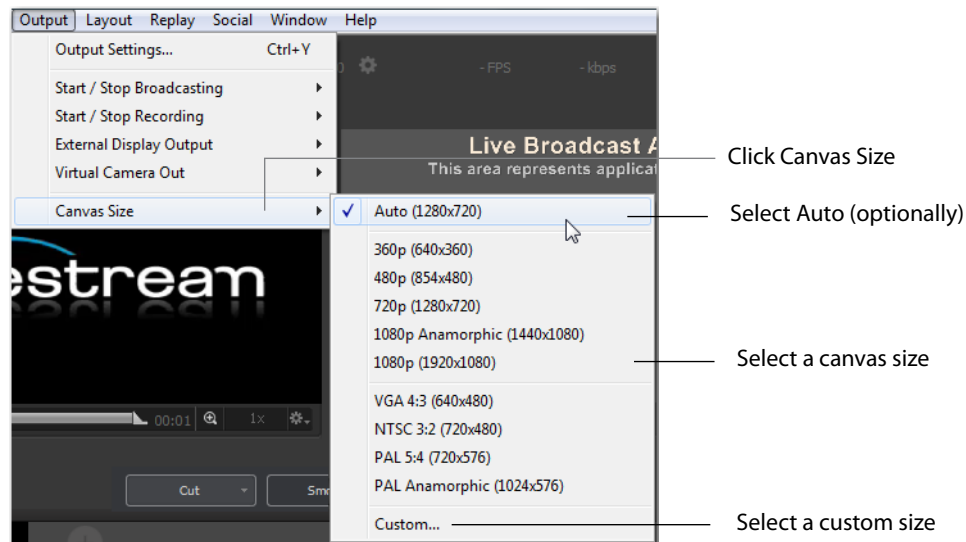 Output Layout Replay Social Window Help
Output Settings... Ctrl+Y
Start / Stop Broadcasting
Start / Stop Recording
External Display Output
Virtual Camera Out
Canvas Size
- FPS - kbps
Live Broadcast
This area represents
Auto (1280x720)
360p (640x360)
480p (854x480)
720p (1280x720)
1080p Anamorphic (1440x1080)
1080p (1920x1080)
VGA 4:3 (640x480)
NTSC 3:2 (720x480)
PAL 5:4 (720x576)
PAL Anamorphic (1024x576)
Custom...
estream
00:01 1x
Cut
Click Canvas Size
Select Auto (optionally)
Select a canvas size
Select a custom size